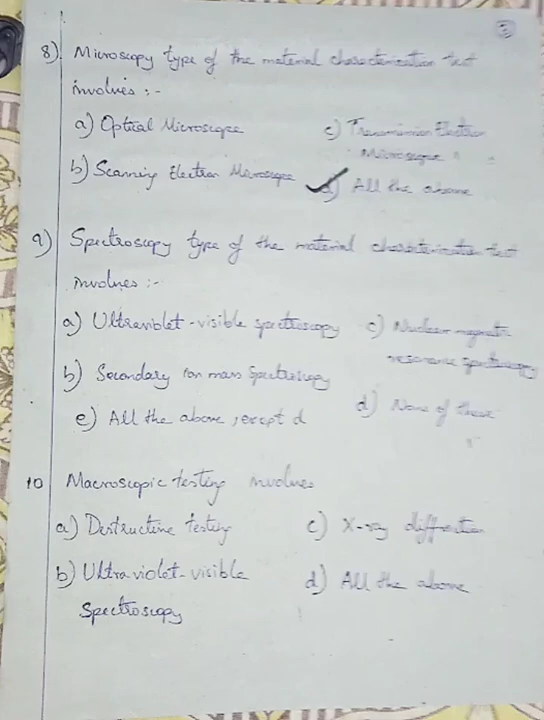 3
8) Microscopy type of the material characterization test
involves :-
a) Optical Microscope c) Transmission Electron
Microscope
b) Scanning Electron Microscope d) All the above
9) Spectroscopy type of the material characterization test
involves :-
a) Ultraviolet-visible spectroscopy c) Nuclear magnetic
resonance spectroscopy
b) Secondary ion mass Spectroscopy
d) None of these
e) All the above, except d
10 Macroscopic testing involves
a) Destructive testing c) X-ray diffraction
b) Ultra violet-visible d) All the above
Spectroscopy